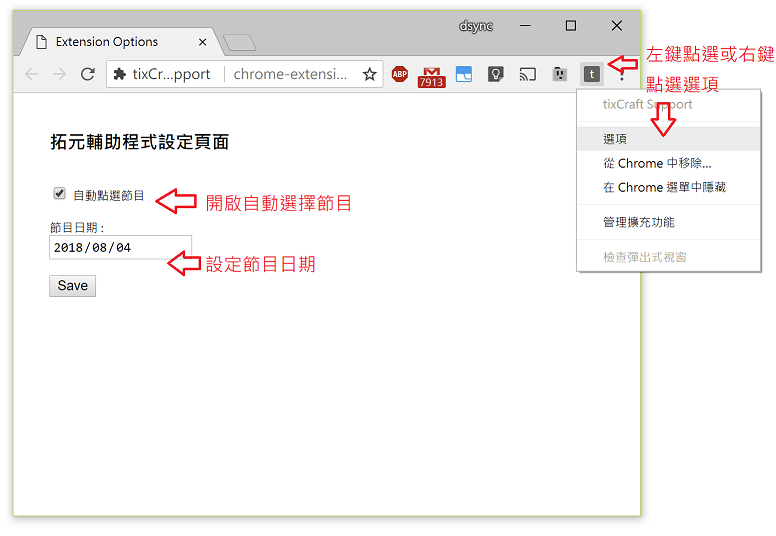 dsync
Extension Options
tixCr...pport
chrome-extensi...
ABP
7913
t
左鍵點選或右鍵
點選選項
tixCraft Support
選項
從 Chrome 中移除...
在 Chrome 選單中隱藏
管理擴充功能
檢查彈出式視窗
拓元輔助程式設定頁面
自動點選節目
開啟自動選擇節目
節目日期 :
2018/08/04
設定節目日期
Save